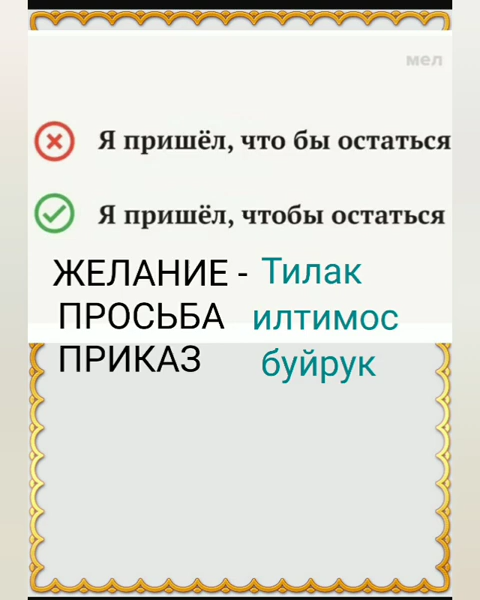 мел
Я пришёл, что бы остаться
Я пришёл, чтобы остаться
ЖЕЛАНИЕ - Тилак
ПРОСЬБА илтимос
ПРИКАЗ буйрук